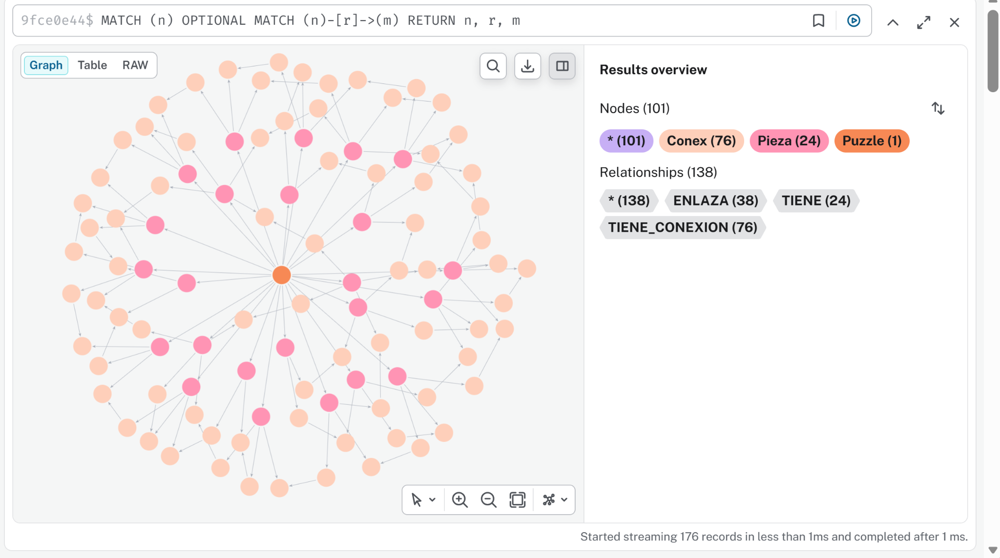 9fce0e44$ MATCH (n) OPTIONAL MATCH (n)-[r]->(m) RETURN n, r, m
Graph Table RAW
Results overview
Nodes (101)
* (101) Conex (76) Pieza (24) Puzzle (1)
Relationships (138)
* (138) ENLAZA (38) TIENE (24)
TIENE_CONEXION (76)
Started streaming 176 records in less than 1ms and completed after 1 ms.